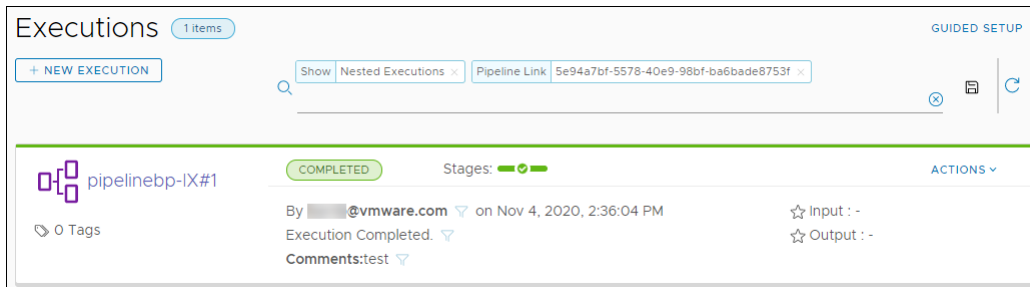 Executions 1 items
GUIDED SETUP
+ NEW EXECUTION
Show Nested Executions × Pipeline Link 5e94a7bf-5578-40e9-98bf-ba6bade8753f ×
pipelinebp-IX#1
0 Tags
COMPLETED Stages:
ACTIONS
By @vmware.com on Nov 4, 2020, 2:36:04 PM
Execution Completed.
Comments:test
Input : -
Output : -